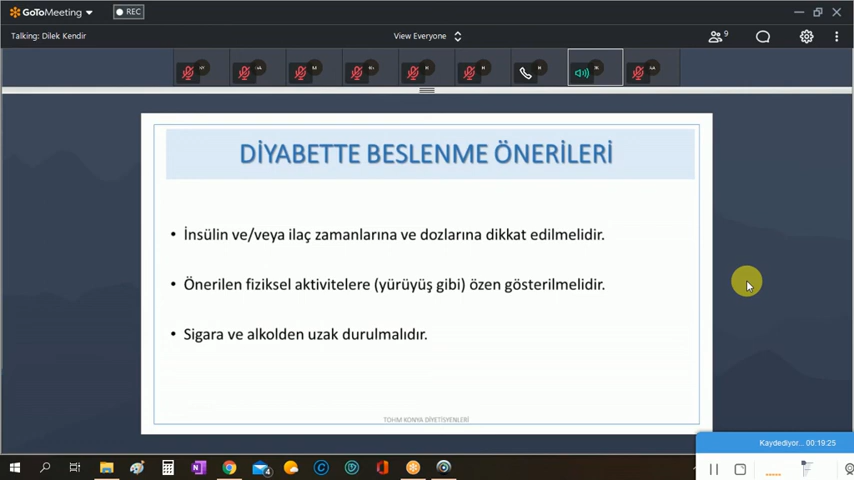 GoToMeeting
REC
Talking: Dilek Kendir
View Everyone
9
DİYABETTE BESLENME ÖNERİLERİ
• İnsülin ve/veya ilaç zamanlarına ve dozlarına dikkat edilmelidir.
• Önerilen fiziksel aktivitelere (yürüyüş gibi) özen gösterilmelidir.
• Sigara ve alkolden uzak durulmalıdır.
TOHM KONYA DİYETİSYENLERİ
Kaydediyor... 00:19:25
4